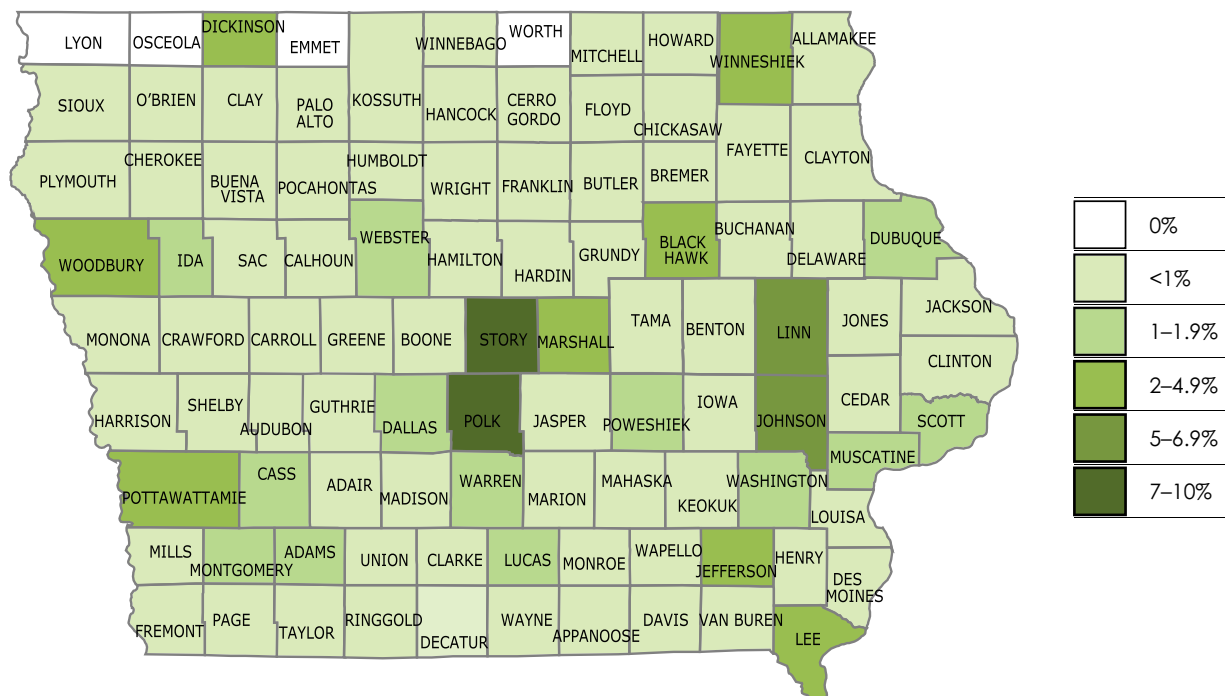 LYON
OSCEOLA
DICKINSON
EMMET
WINNEBAGO
WORTH
MITCHELL
HOWARD
WINNESHIEK
ALLAMAKEE
SIOUX
O’BRIEN
CLAY
PALO
ALTO
KOSSUTH
HANCOCK
CERRO
GORDO
FLOYD
CHICKASAW
FAYETTE
CLAYTON
PLYMOUTH
CHEROKEE
BUENA
VISTA
POCAHONTAS
HUMBOLDT
WRIGHT
FRANKLIN
BUTLER
BREMER
WOODBURY
IDA
SAC
CALHOUN
WEBSTER
HAMILTON
HARDIN
GRUNDY
BLACK
HAWK
BUCHANAN
DELAWARE
DUBUQUE
MONONA
CRAWFORD
CARROLL
GREENE
BOONE
STORY
MARSHALL
TAMA
BENTON
LINN
JONES
JACKSON
CLINTON
HARRISON
SHELBY
AUDUBON
GUTHRIE
DALLAS
POLK
JASPER
POWESHIEK
IOWA
JOHNSON
CEDAR
SCOTT
MUSCATINE
POTTAWATTAMIE
CASS
ADAIR
MADISON
WARREN
MARION
MAHASKA
KEOKUK
WASHINGTON
LOUISA
MILLS
MONTGOMERY
ADAMS
UNION
CLARKE
LUCAS
MONROE
WAPELLO
JEFFERSON
HENRY
DES
MOINES
FREMONT
PAGE
TAYLOR
RINGGOLD
DECATUR
WAYNE
APPANOOSE
DAVIS
VAN BUREN
LEE
0%
<1%
1–1.9%
2–4.9%
5–6.9%
7–10%